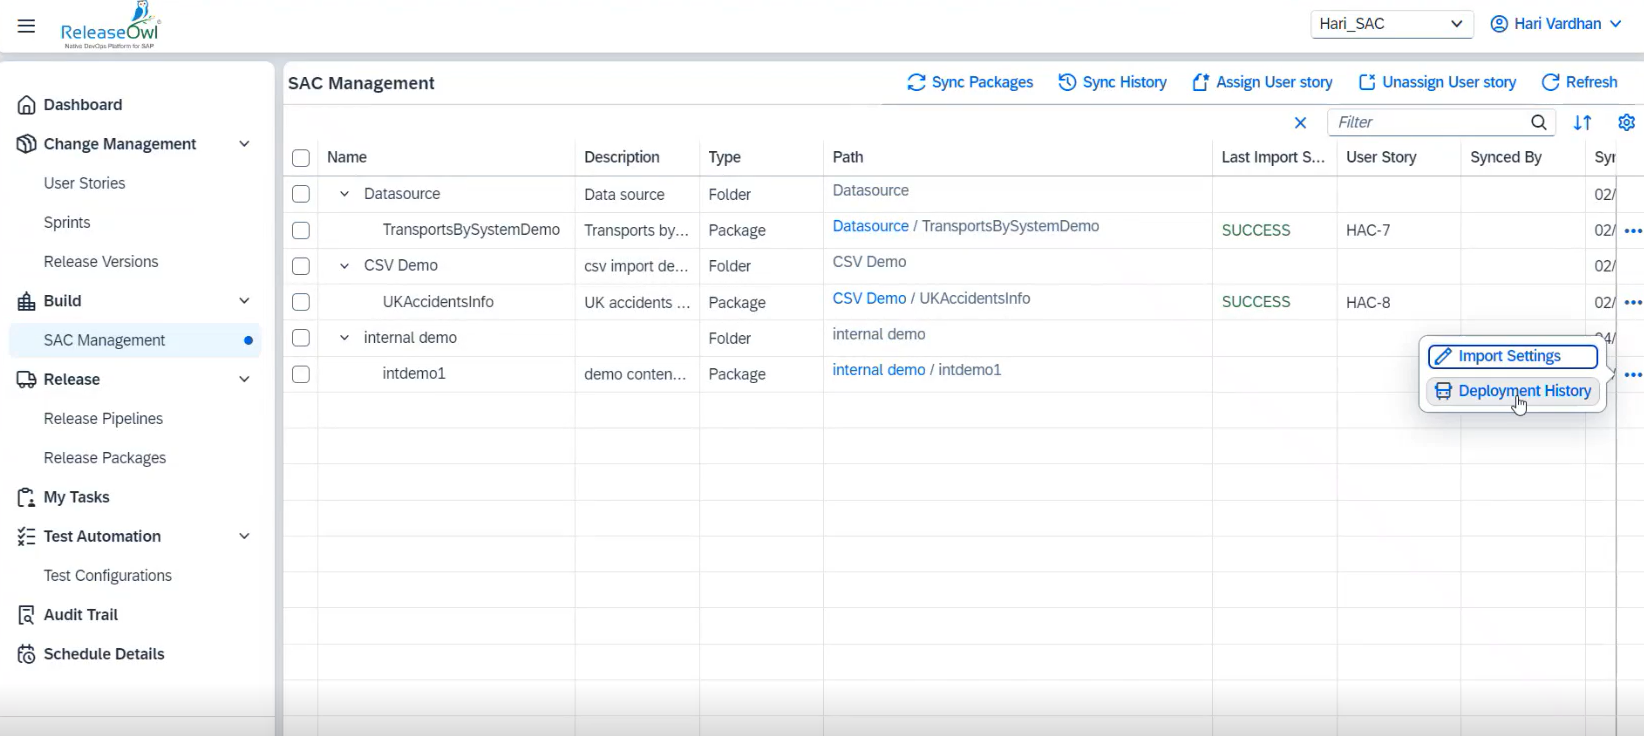 ReleaseOwl
Native DevOps Platform for SAP
Hari_SAC
Hari Vardhan
Dashboard
Change Management
User Stories
Sprints
Release Versions
Build
SAC Management
Release
Release Pipelines
Release Packages
My Tasks
Test Automation
Test Configurations
Audit Trail
Schedule Details
SAC Management
Sync Packages Sync History Assign User story Unassign User story Refresh
Filter
Name Description Type Path Last Import S... User Story Synced By Syn
Datasource Data source Folder Datasource 02/
TransportsBySystemDemo Transports by... Package Datasource / TransportsBySystemDemo SUCCESS HAC-7 02/ •••
CSV Demo csv import de... Folder CSV Demo 02/
UKAccidentsInfo UK accidents ... Package CSV Demo / UKAccidentsInfo SUCCESS HAC-8 02/ •••
internal demo Folder internal demo 04/
intdemo1 demo conten... Package internal demo / intdemo1 •••
Import Settings
Deployment History